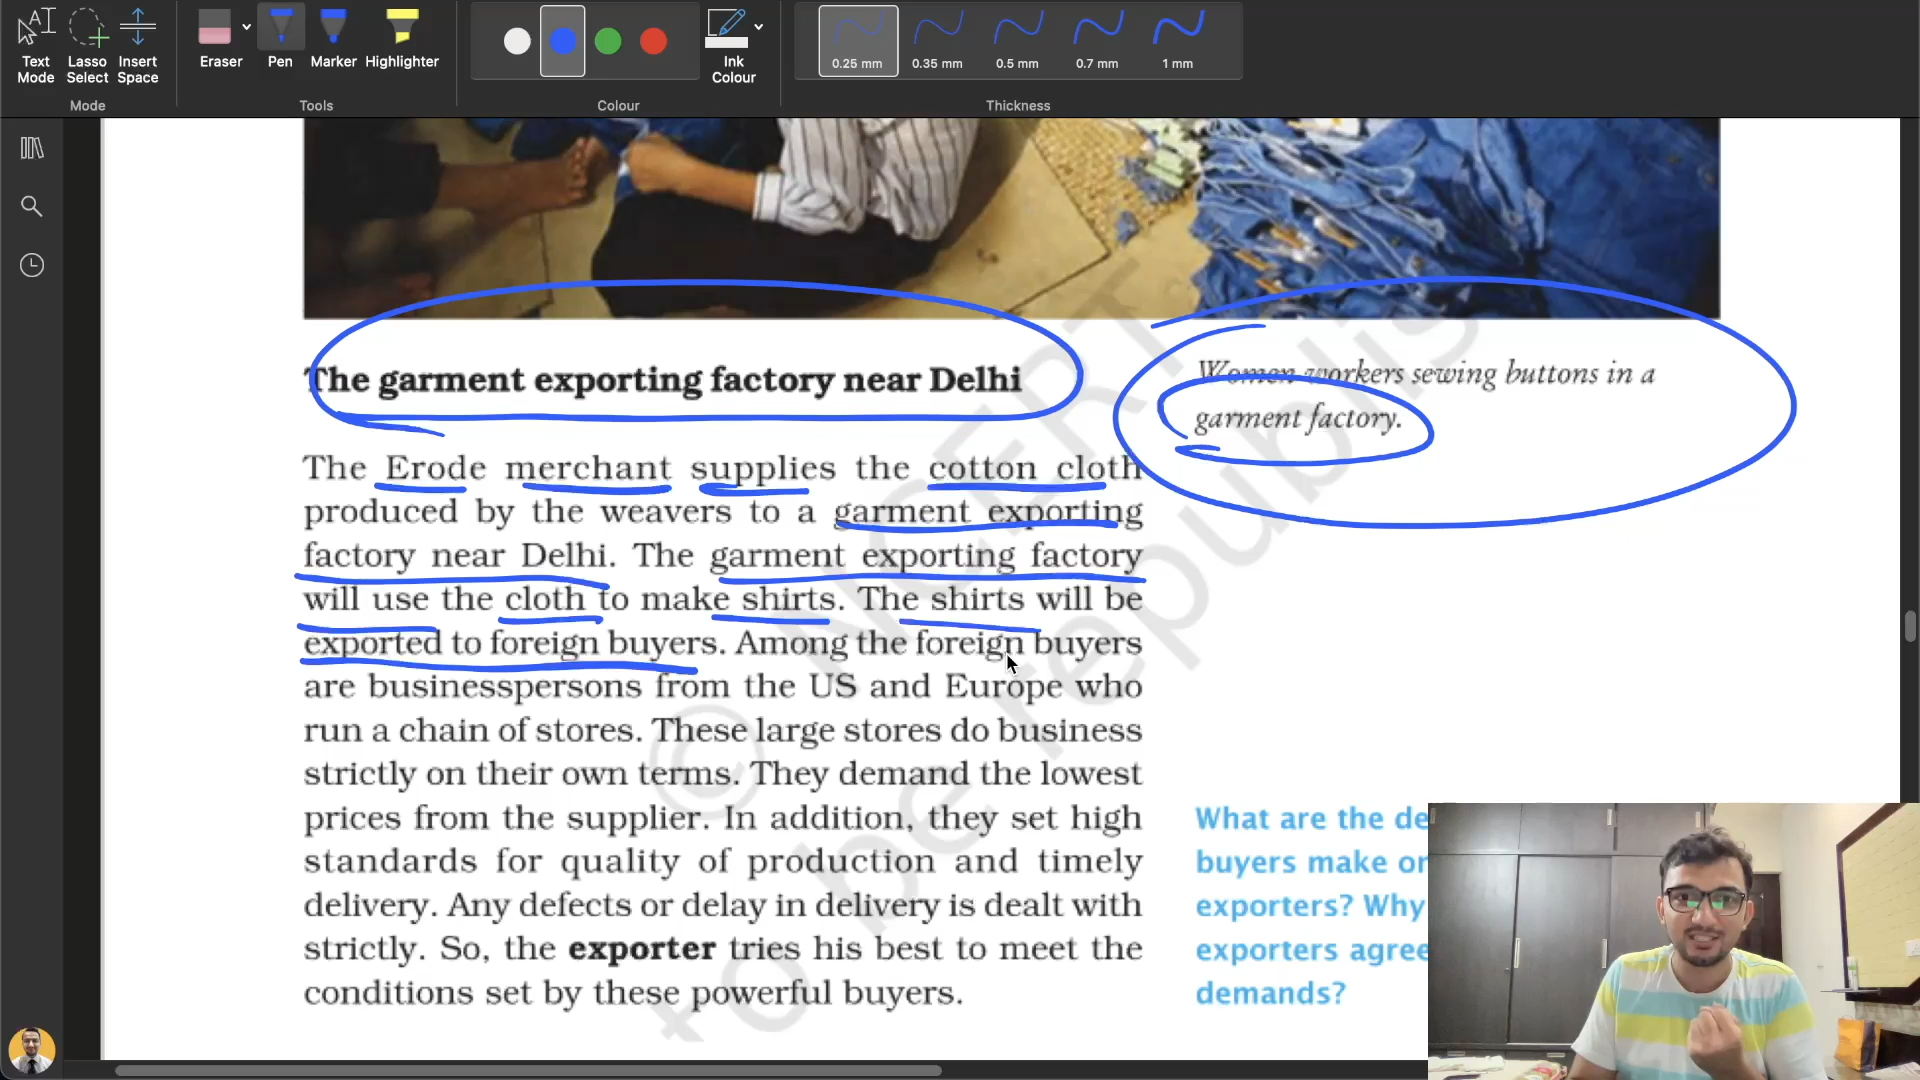 Text Mode
Lasso Select
Insert Space
Mode
Eraser
Pen
Marker
Highlighter
Tools
Colour
Ink Colour
0.25 mm
0.35 mm
0.5 mm
0.7 mm
1 mm
Thickness
The garment exporting factory near Delhi
The Erode merchant supplies the cotton cloth
produced by the weavers to a garment exporting
factory near Delhi. The garment exporting factory
will use the cloth to make shirts. The shirts will be
exported to foreign buyers. Among the foreign buyers
are businesspersons from the US and Europe who
run a chain of stores. These large stores do business
strictly on their own terms. They demand the lowest
prices from the supplier. In addition, they set high
standards for quality of production and timely
delivery. Any defects or delay in delivery is dealt with
strictly. So, the exporter tries his best to meet the
conditions set by these powerful buyers.
Women workers sewing buttons in a
garment factory.
What are the
buyers make
exporters? Why
exporters agree
demands?
© NCERT
to be republis